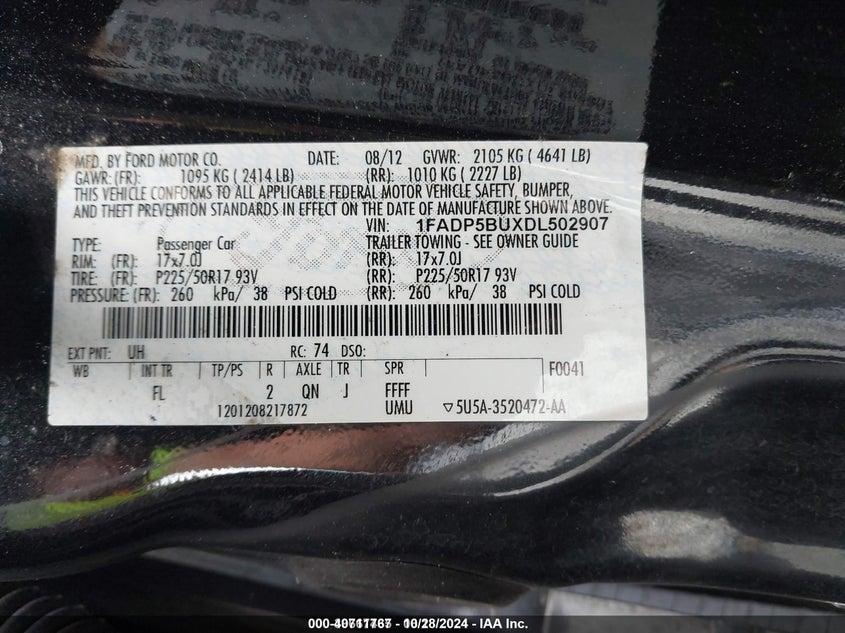 MFD. BY FORD MOTOR CO. DATE: 08/12 GVWR: 2105 KG ( 4641 LB)
GAWR: (FR): 1095 KG ( 2414 LB) (RR): 1010 KG ( 2227 LB)
THIS VEHICLE CONFORMS TO ALL APPLICABLE FEDERAL MOTOR VEHICLE SAFETY, BUMPER,
AND THEFT PREVENTION STANDARDS IN EFFECT ON THE DATE OF MANUFACTURE SHOWN ABOVE.
VIN: 1FADP5BUXDL502907
TYPE: Passenger Car TRAILER TOWING - SEE OWNER GUIDE
RIM: (FR): 17x7.0J (RR): 17x7.0J
TIRE: (FR): P225/50R17 93V (RR): P225/50R17 93V
PRESSURE: (FR): 260 kPa/ 38 PSI COLD (RR): 260 kPa/ 38 PSI COLD
EXT PNT: UH RC: 74 DSO: F0041
WB INT TR TP/PS R AXLE TR SPR
FL 2 QN J FFFF
1201208217872 UMU ▽5U5A-3520472-AA
10/28/2024 - IAA Inc.